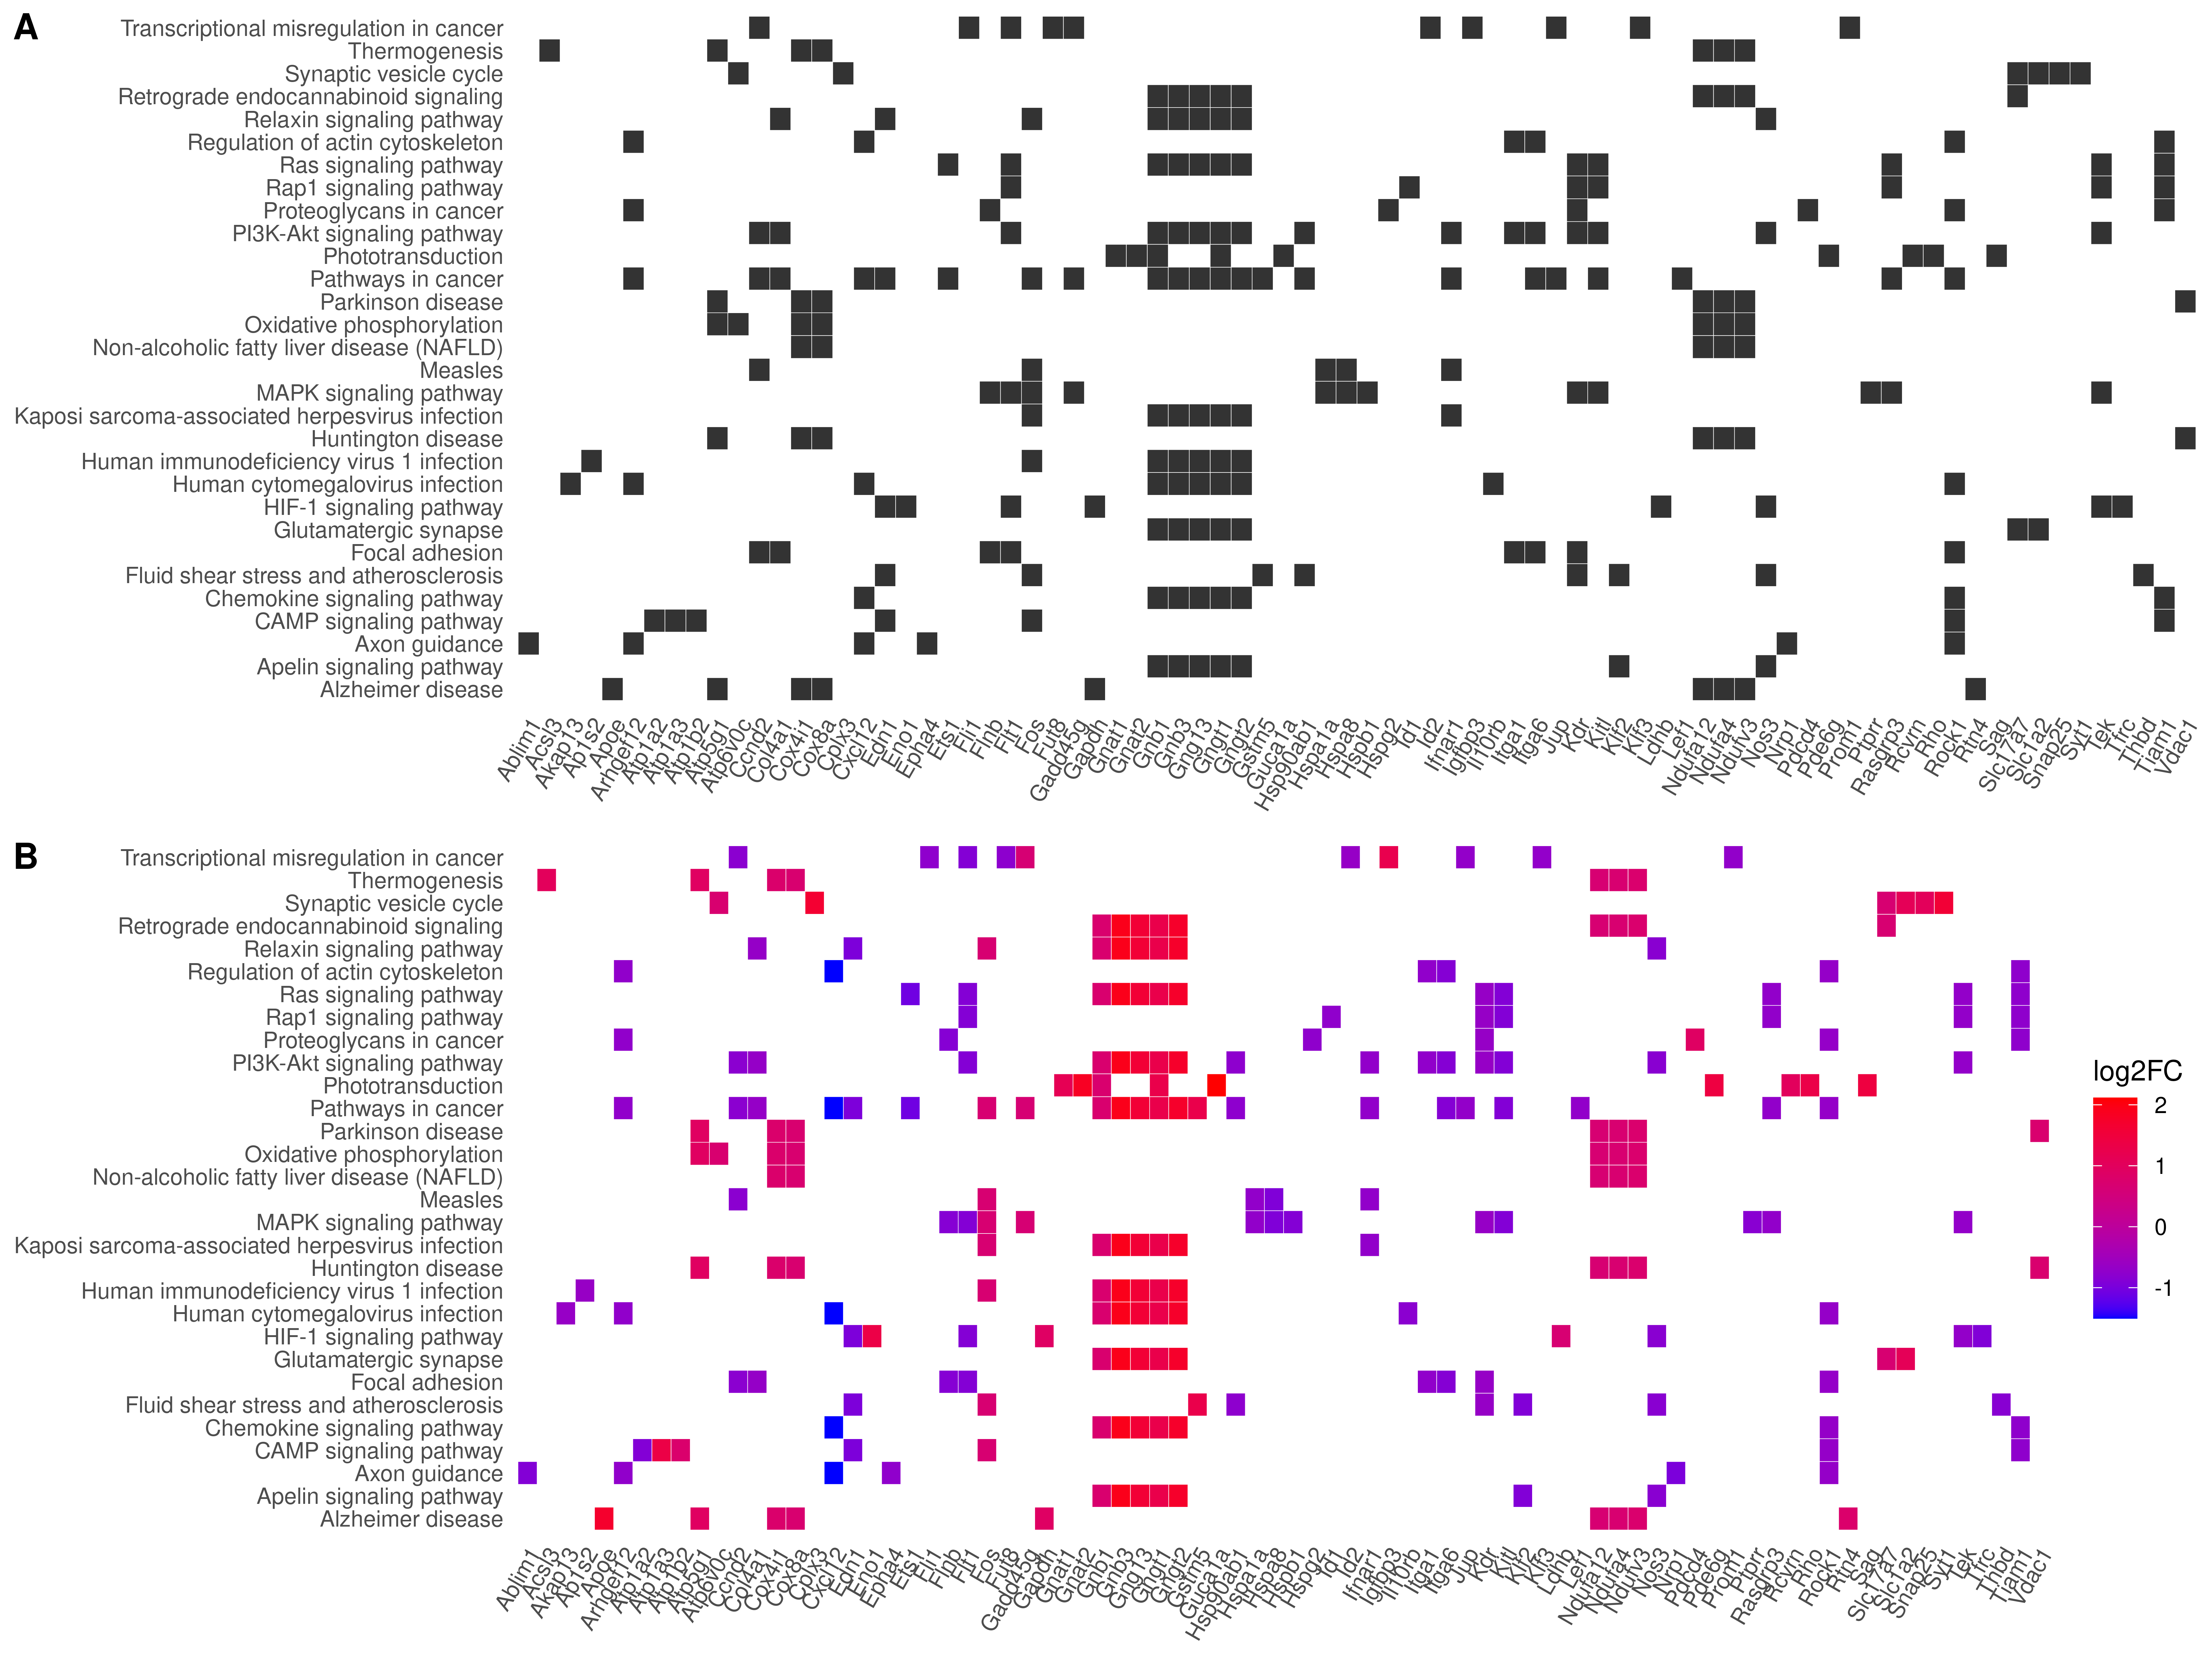 A
Transcriptional misregulation in cancer
Thermogenesis
Synaptic vesicle cycle
Retrograde endocannabinoid signaling
Relaxin signaling pathway
Regulation of actin cytoskeleton
Ras signaling pathway
Rap1 signaling pathway
Proteoglycans in cancer
PI3K-Akt signaling pathway
Phototransduction
Pathways in cancer
Parkinson disease
Oxidative phosphorylation
Non-alcoholic fatty liver disease (NAFLD)
Measles
MAPK signaling pathway
Kaposi sarcoma-associated herpesvirus infection
Huntington disease
Human immunodeficiency virus 1 infection
Human cytomegalovirus infection
HIF-1 signaling pathway
Glutamatergic synapse
Focal adhesion
Fluid shear stress and atherosclerosis
Chemokine signaling pathway
CAMP signaling pathway
Axon guidance
Apelin signaling pathway
Alzheimer disease
Ablim1 Acsl3 Akap13 Ap1s2 Apoe Arhgef12 Atp1a2 Atp1a3 Atp1b2 Atp5g1 Atp6v0c Ccnd2 Col4a1 Cox4i1 Cox8a Cplx3 Cxcl12 Edn1 Eno1 Epha4 Ets1 Fli1 Flnb Flt1 Fos Fut8 Gadd45g Gapdh Gnat1 Gnat2 Gnb1 Gnb3 Gng13 Gngt1 Gngt2 Gstm5 Guca1a Hsp90ab1 Hspa1a Hspa8 Hspb1 Hspg2 Id1 Id2 Ifnar1 Igfbp3 Il10rb Itga1 Itga6 Jup Kdr Kitl Klf2 Klf3 Ldhb Lef1 Ndufa12 Ndufa4 Nduv3 Nos3 Nrp1 Pdcd4 Pde6g Prom1 Ptprr Rasgrp3 Rcvrn Rho Rock1 Rtn4 Sag Slc17a7 Slc1a2 Snap25 Syt1 Tek Tfrc Thbd Tiam1 Vdac1
B
Transcriptional misregulation in cancer
Thermogenesis
Synaptic vesicle cycle
Retrograde endocannabinoid signaling
Relaxin signaling pathway
Regulation of actin cytoskeleton
Ras signaling pathway
Rap1 signaling pathway
Proteoglycans in cancer
PI3K-Akt signaling pathway
Phototransduction
Pathways in cancer
Parkinson disease
Oxidative phosphorylation
Non-alcoholic fatty liver disease (NAFLD)
Measles
MAPK signaling pathway
Kaposi sarcoma-associated herpesvirus infection
Huntington disease
Human immunodeficiency virus 1 infection
Human cytomegalovirus infection
HIF-1 signaling pathway
Glutamatergic synapse
Focal adhesion
Fluid shear stress and atherosclerosis
Chemokine signaling pathway
CAMP signaling pathway
Axon guidance
Apelin signaling pathway
Alzheimer disease
Ablim1 Acsl3 Akap13 Ap1s2 Apoe Arhgef12 Atp1a2 Atp1a3 Atp1b2 Atp5g1 Atp6v0c Ccnd2 Col4a1 Cox4i1 Cox8a Cplx3 Cxcl12 Edn1 Eno1 Epha4 Ets1 Fli1 Flnb Flt1 Fos Fut8 Gadd45g Gapdh Gnat1 Gnat2 Gnb1 Gnb3 Gng13 Gngt1 Gngt2 Gstm5 Guca1a Hsp90ab1 Hspa1a Hspa8 Hspb1 Hspg2 Id1 Id2 Ifnar1 Igfbp3 Il10rb Itga1 Itga6 Jup Kdr Kitl Klf2 Klf3 Ldhb Lef1 Ndufa12 Ndufa4 Nduv3 Nos3 Nrp1 Pdcd4 Pde6g Prom1 Ptprr Rasgrp3 Rcvrn Rho Rock1 Rtn4 Sag Slc17a7 Slc1a2 Snap25 Syt1 Tek Tfrc Thbd Tiam1 Vdac1
log2FC
2
1
0
-1